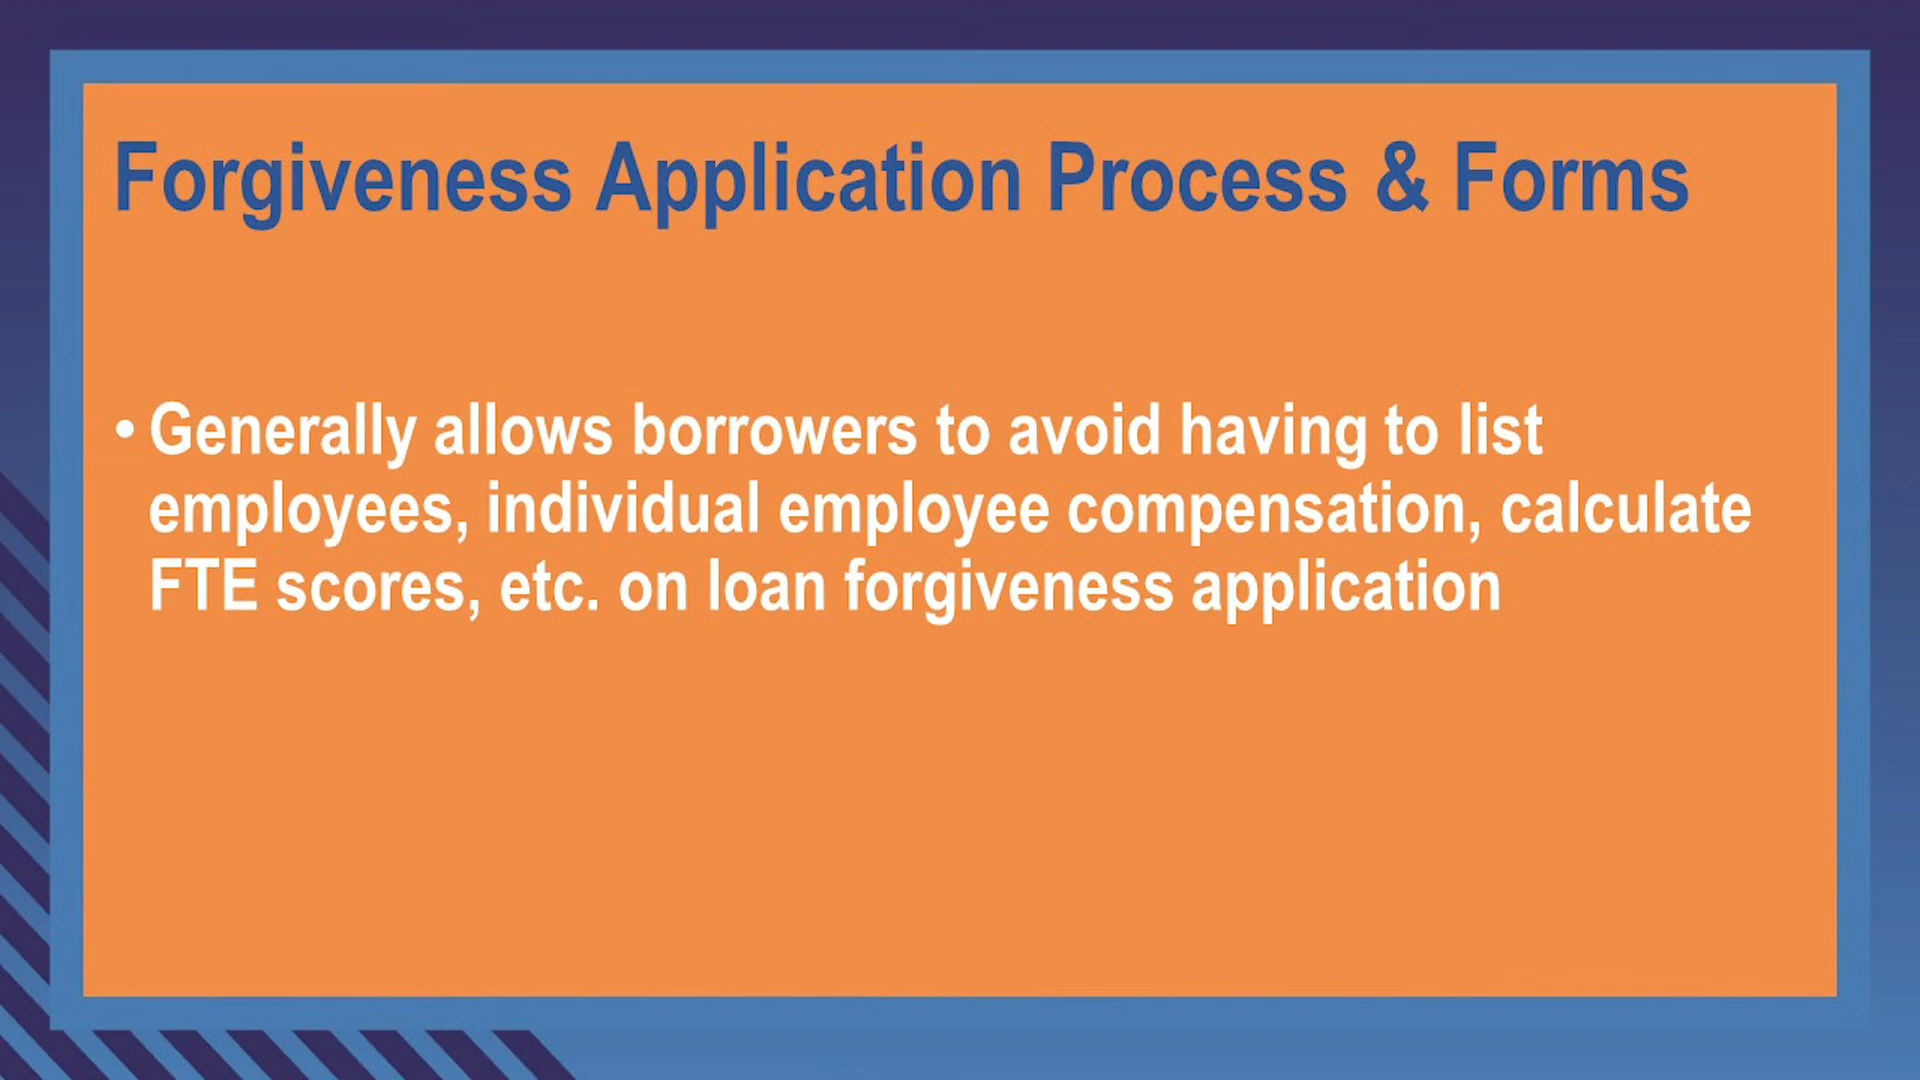 Forgiveness Application Process & Forms
• Generally allows borrowers to avoid having to list
employees, individual employee compensation, calculate
FTE scores, etc. on loan forgiveness application